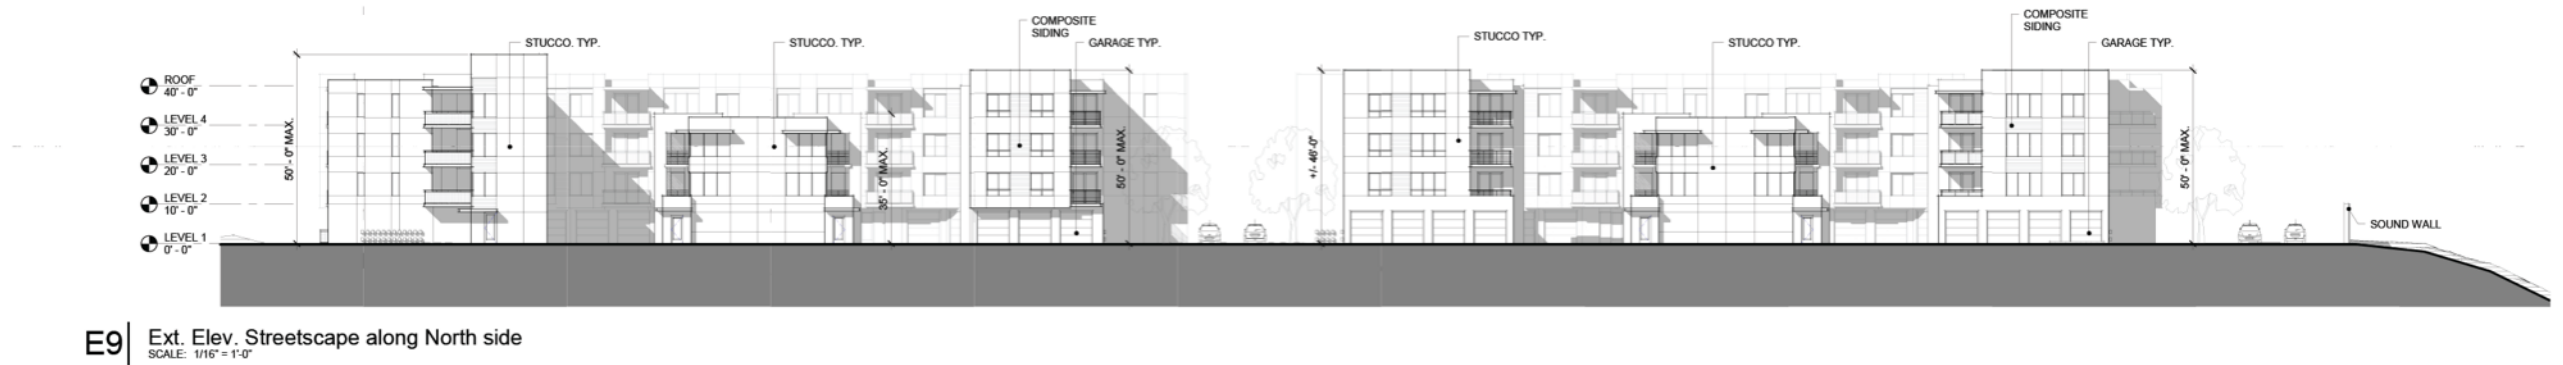 COMPOSITE
SIDING
STUCCO. TYP.
STUCCO. TYP.
GARAGE TYP.
COMPOSITE
SIDING
STUCCO TYP.
STUCCO TYP.
GARAGE TYP.
ROOF
40' - 0"
LEVEL 4
30' - 0"
LEVEL 3
20' - 0"
LEVEL 2
10' - 0"
LEVEL 1
0' - 0"
50' - 0" MAX.
35' - 0" MAX.
50' - 0" MAX.
+/- 46'-0"
50' - 0" MAX.
SOUND WALL
E9
Ext. Elev. Streetscape along North side
SCALE: 1/16" = 1'-0"